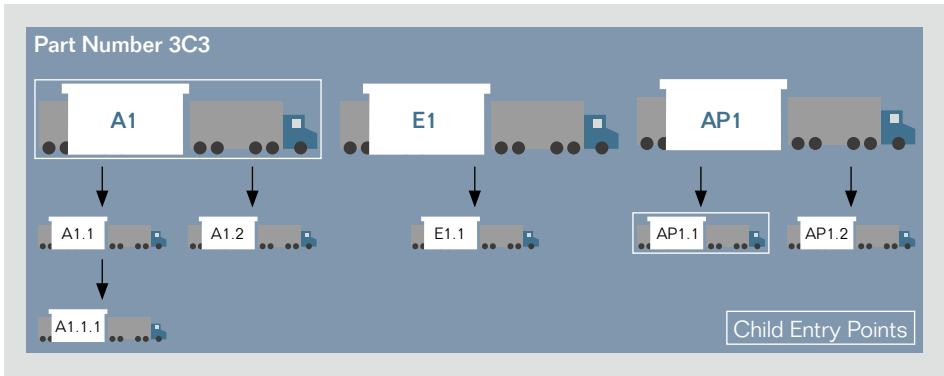 Part Number 3C3
A1
E1
AP1
A1.1
A1.2
E1.1
AP1.1
AP1.2
A1.1.1
Child Entry Points